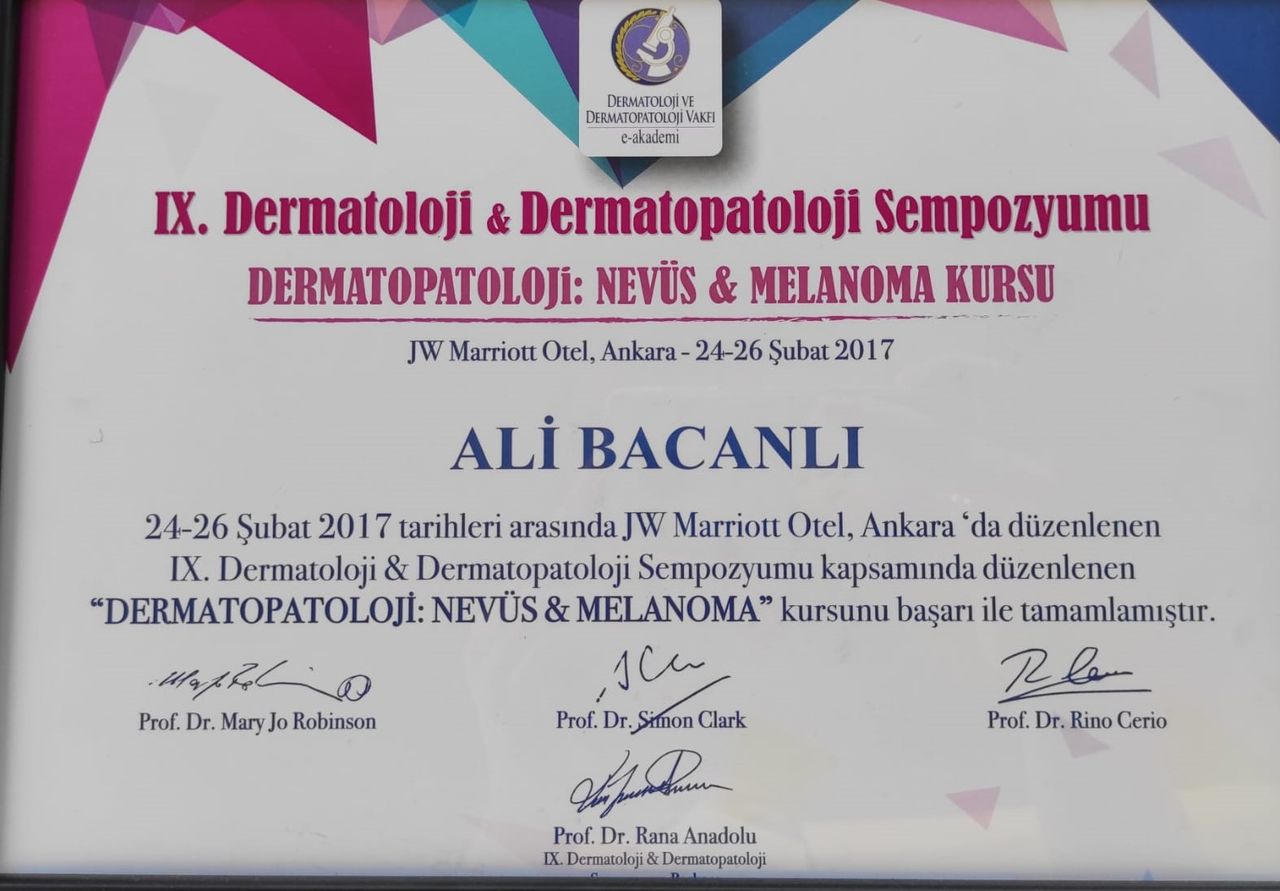 DERMATOLOJİ VE
DERMATOPATOLOJİ VAKFI
e-akademi
IX. Dermatoloji & Dermatopatoloji Sempozyumu
DERMATOPATOLOJi: NEVÜS & MELANOMA KURSU
JW Marriott Otel, Ankara - 24-26 Şubat 2017
ALİ BACANLI
24-26 Şubat 2017 tarihleri arasında JW Marriott Otel, Ankara ‘da düzenlenen
IX. Dermatoloji & Dermatopatoloji Sempozyumu kapsamında düzenlenen
“DERMATOPATOLOJİ: NEVÜS & MELANOMA” kursunu başarı ile tamamlamıştır.
Prof. Dr. Mary Jo Robinson
Prof. Dr. Simon Clark
Prof. Dr. Rino Cerio
Prof. Dr. Rana Anadolu
IX. Dermatoloji & Dermatopatoloji